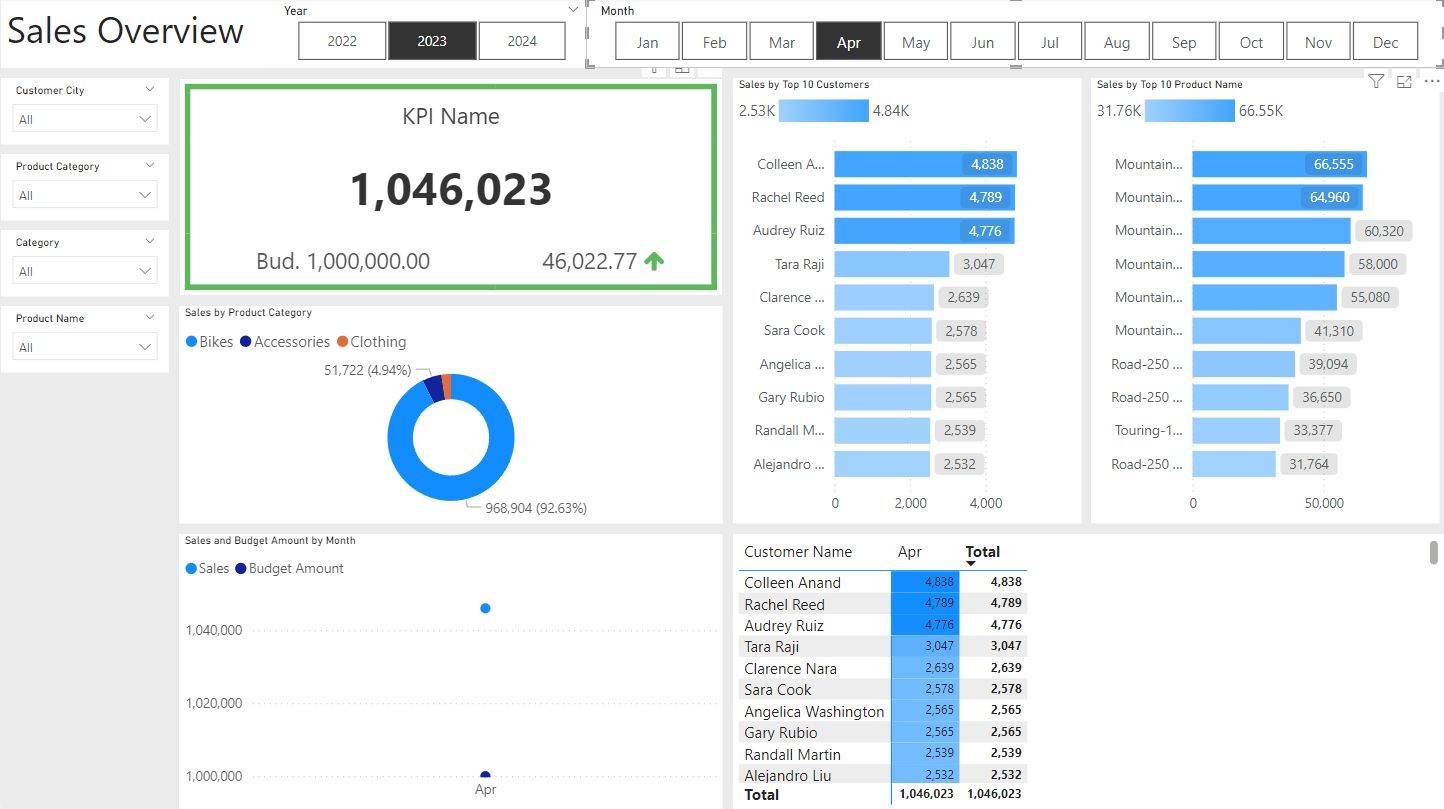 Sales Overview
Year
2022 2023 2024
Month
Jan Feb Mar Apr May Jun Jul Aug Sep Oct Nov Dec
Customer City
All
Product Category
All
Category
All
Product Name
All
KPI Name
1,046,023
Bud. 1,000,000.00 46,022.77
Sales by Top 10 Customers
2.53K 4.84K
Colleen A... 4,838
Rachel Reed 4,789
Audrey Ruiz 4,776
Tara Raji 3,047
Clarence ... 2,639
Sara Cook 2,578
Angelica ... 2,565
Gary Rubio 2,565
Randall M... 2,539
Alejandro ... 2,532
0 2,000 4,000
Sales by Top 10 Product Name
31.76K 66.55K
Mountain... 66,555
Mountain... 64,960
Mountain... 60,320
Mountain... 58,000
Mountain... 55,080
Mountain... 41,310
Road-250 ... 39,094
Road-250 ... 36,650
Touring-1... 33,377
Road-250 ... 31,764
0 50,000
Sales by Product Category
Bikes Accessories Clothing
51,722 (4.94%)
968,904 (92.63%)
Sales and Budget Amount by Month
Sales Budget Amount
1,040,000
1,020,000
1,000,000
Apr
Customer Name Apr Total
Colleen Anand 4,838 4,838
Rachel Reed 4,789 4,789
Audrey Ruiz 4,776 4,776
Tara Raji 3,047 3,047
Clarence Nara 2,639 2,639
Sara Cook 2,578 2,578
Angelica Washington 2,565 2,565
Gary Rubio 2,565 2,565
Randall Martin 2,539 2,539
Alejandro Liu 2,532 2,532
Total 1,046,023 1,046,023